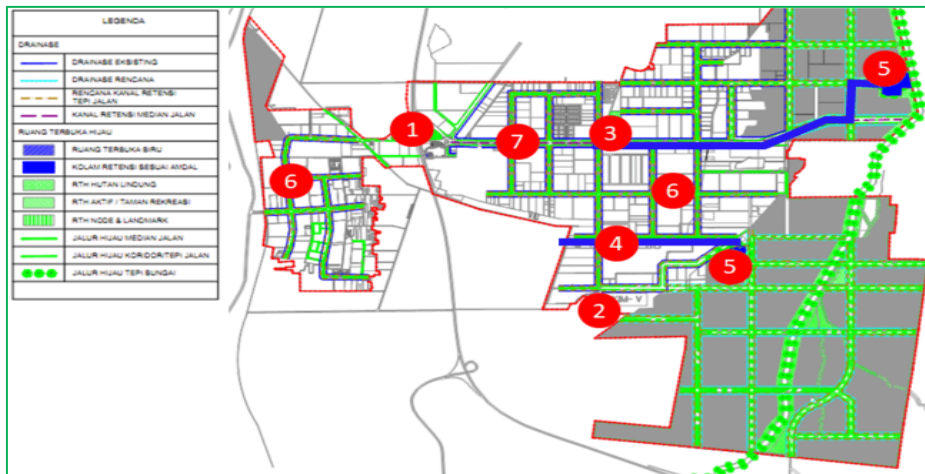 LEGENDA
DRAINASE
DRAINASE EKSISTING
DRAINASE RENCANA
RENCANA KANAL RETENSI
TEPI JALAN
KANAL RETENSI MEDIAN JALAN
RUANG TERBUKA HIJAU
RUANG TERBUKA BIRU
KOLAM RETENSI SESUAI AMDAL
RTH HUTAN LINDUNG
RTH AKTIF / TAMAN REKREASI
RTH NODE & LANDMARK
JALUR HIJAU MEDIAN JALAN
JALUR HIJAU KORIDOR/TEPI JALAN
JALUR HIJAU TEPI SUNGAI
5
1
7
3
6
6
4
5
2